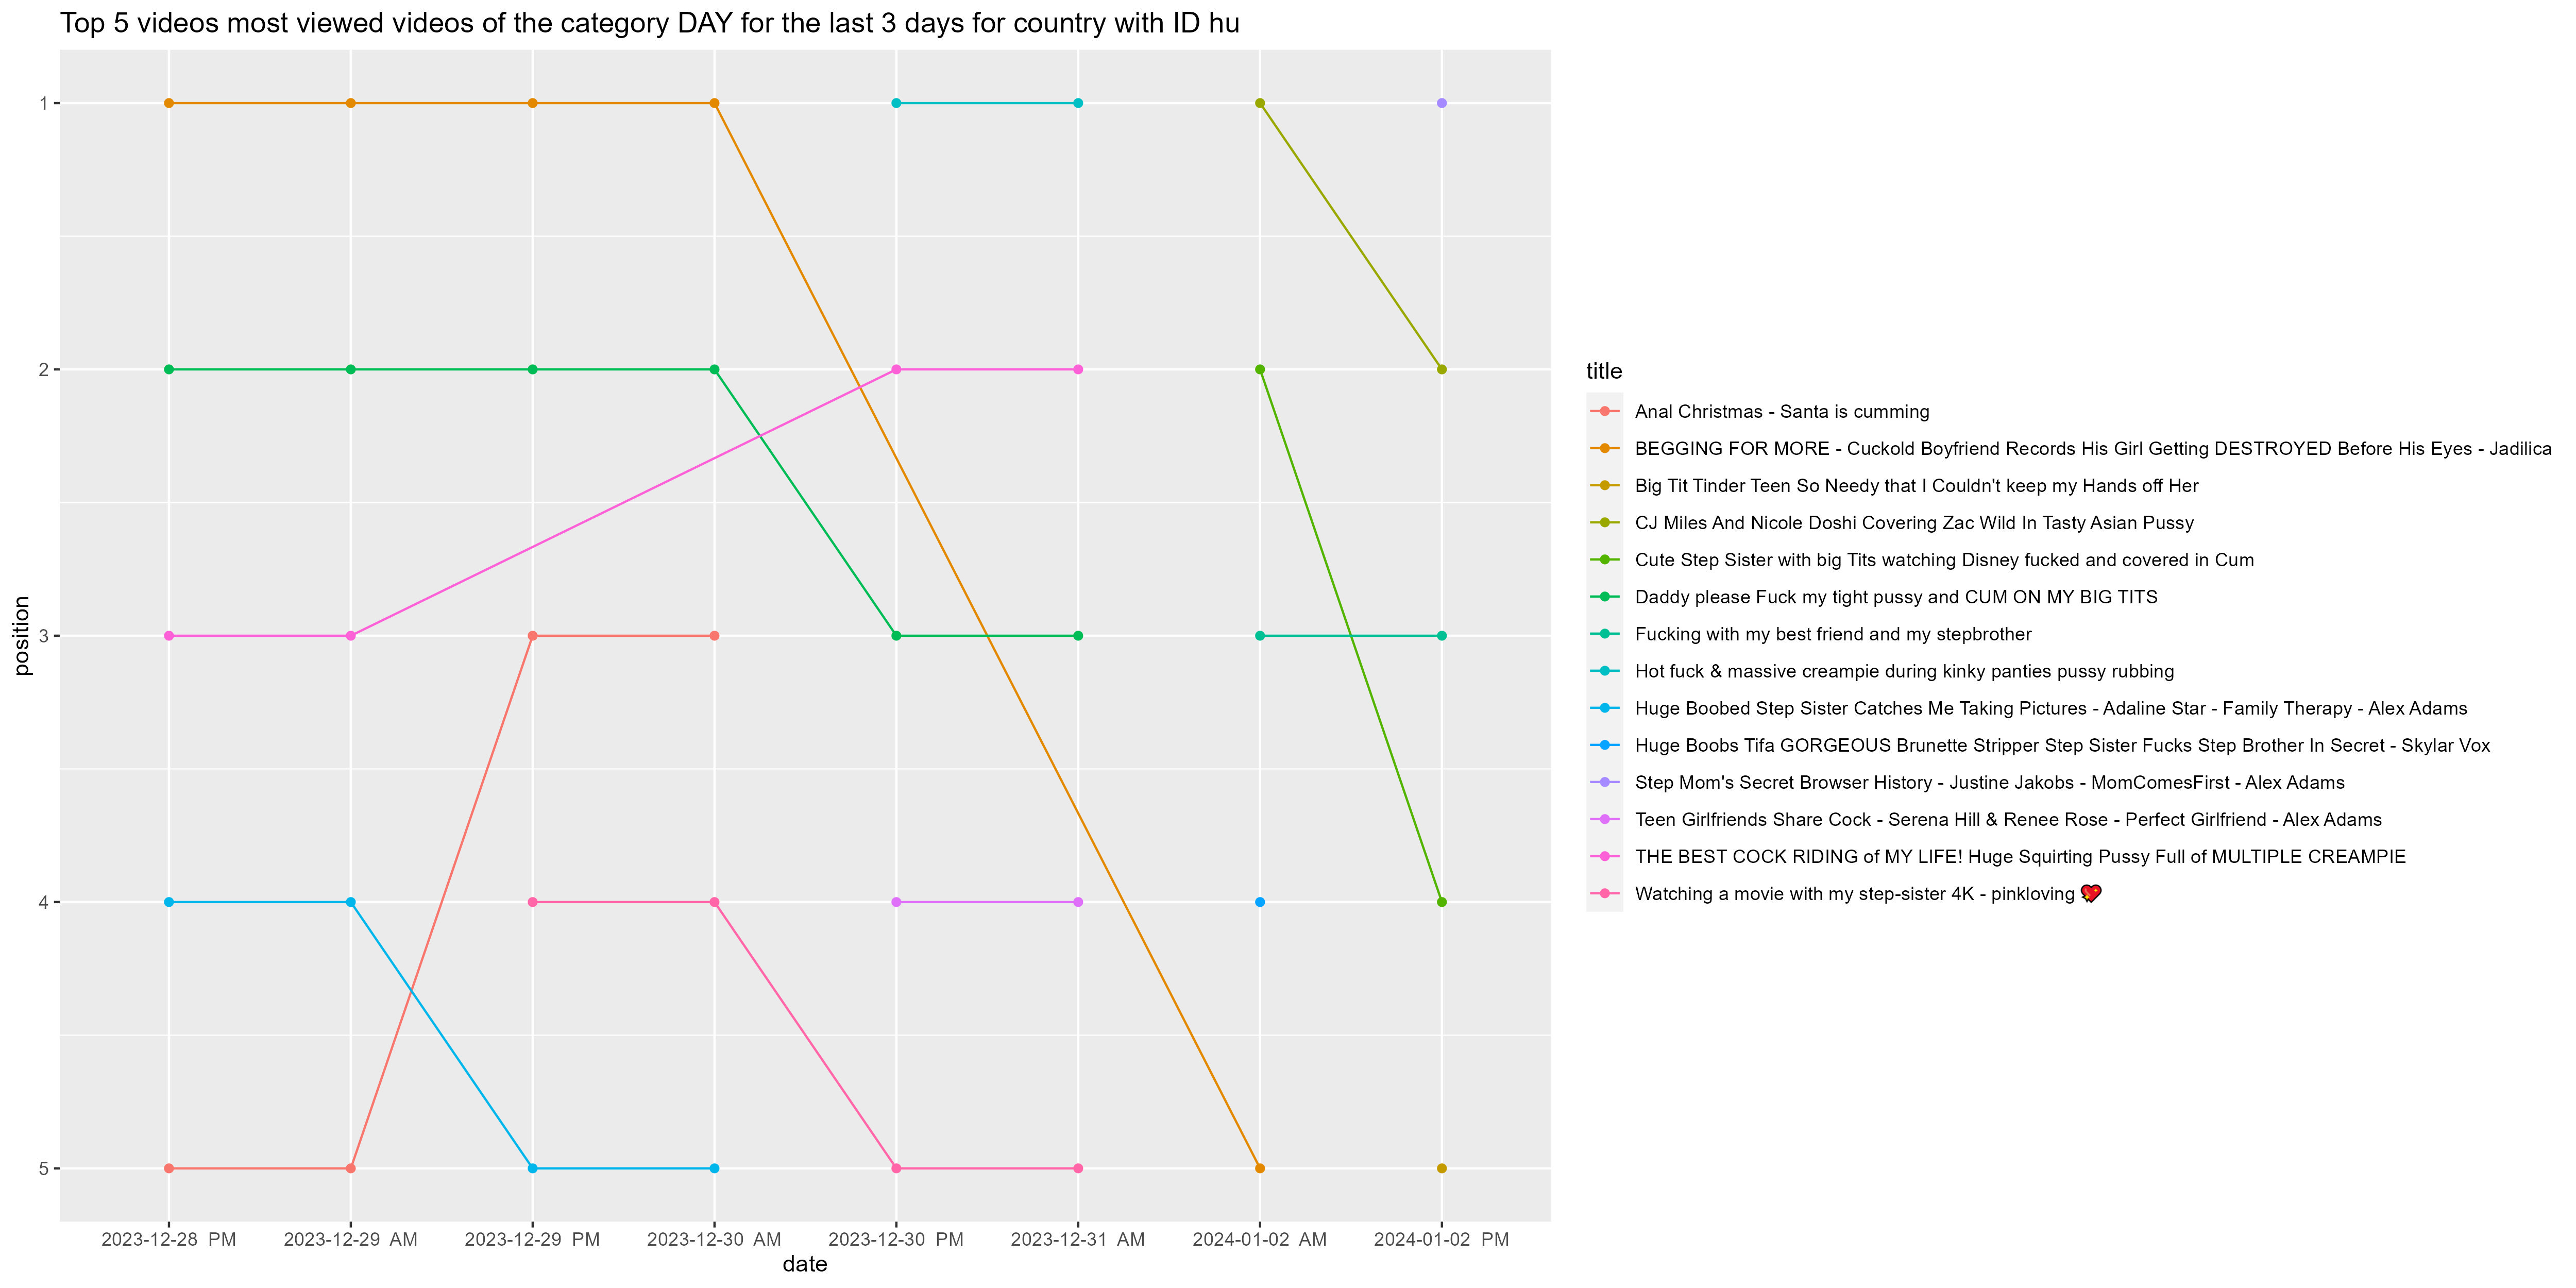 Top 5 videos most viewed videos of the category DAY for the last 3 days for country with ID hu
position
1
2
3
4
5
2023-12-28 PM
2023-12-29 AM
2023-12-29 PM
2023-12-30 AM
2023-12-30 PM
2023-12-31 AM
2024-01-02 AM
2024-01-02 PM
date
title
Anal Christmas - Santa is cumming
BEGGING FOR MORE - Cuckold Boyfriend Records His Girl Getting DESTROYED Before His Eyes - Jadilica
Big Tit Tinder Teen So Needy that I Couldn't keep my Hands off Her
CJ Miles And Nicole Doshi Covering Zac Wild In Tasty Asian Pussy
Cute Step Sister with big Tits watching Disney fucked and covered in Cum
Daddy please Fuck my tight pussy and CUM ON MY BIG TITS
Fucking with my best friend and my stepbrother
Hot fuck & massive creampie during kinky panties pussy rubbing
Huge Boobed Step Sister Catches Me Taking Pictures - Adaline Star - Family Therapy - Alex Adams
Huge Boobs Tifa GORGEOUS Brunette Stripper Step Sister Fucks Step Brother In Secret - Skylar Vox
Step Mom's Secret Browser History - Justine Jakobs - MomComesFirst - Alex Adams
Teen Girlfriends Share Cock - Serena Hill & Renee Rose - Perfect Girlfriend - Alex Adams
THE BEST COCK RIDING of MY LIFE! Huge Squirting Pussy Full of MULTIPLE CREAMPIE
Watching a movie with my step-sister 4K - pinkloving 💖